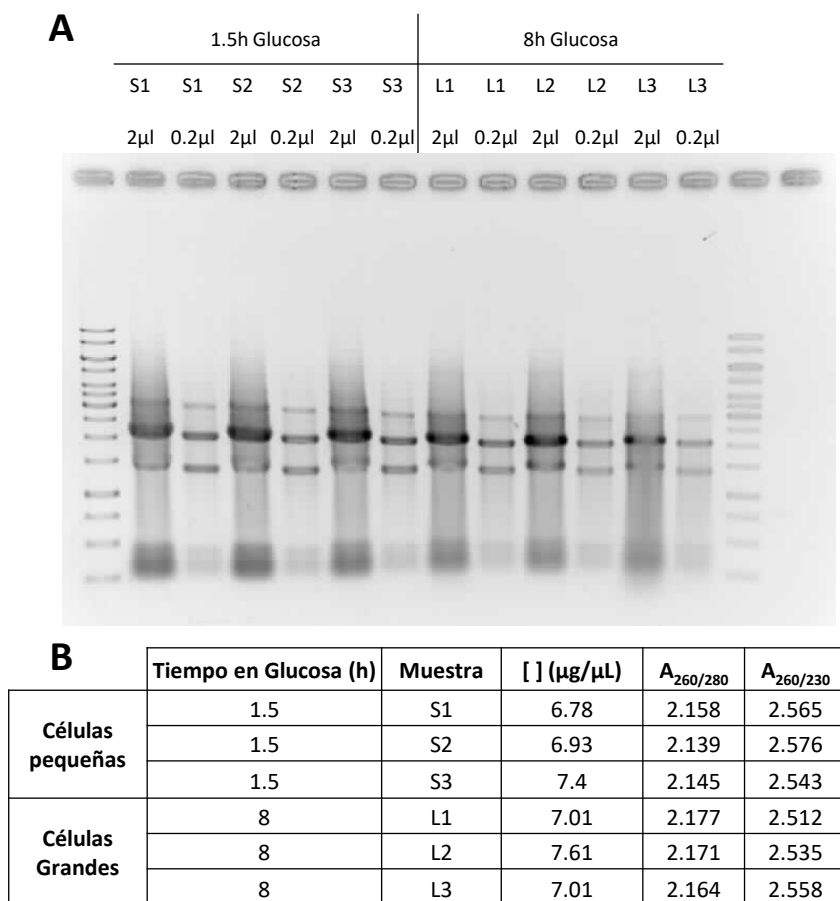 A
1.5h Glucosa 8h Glucosa
S1 S1 S2 S2 S3 S3 L1 L1 L2 L2 L3 L3
2µl 0.2µl 2µl 0.2µl 2µl 0.2µl 2µl 0.2µl 2µl 0.2µl 2µl 0.2µl
B
Tiempo en Glucosa (h) Muestra [ ] (µg/µL) A260/280 A260/230
Células pequeñas
1.5 S1 6.78 2.158 2.565
1.5 S2 6.93 2.139 2.576
1.5 S3 7.4 2.145 2.543
Células Grandes
8 L1 7.01 2.177 2.512
8 L2 7.61 2.171 2.535
8 L3 7.01 2.164 2.558